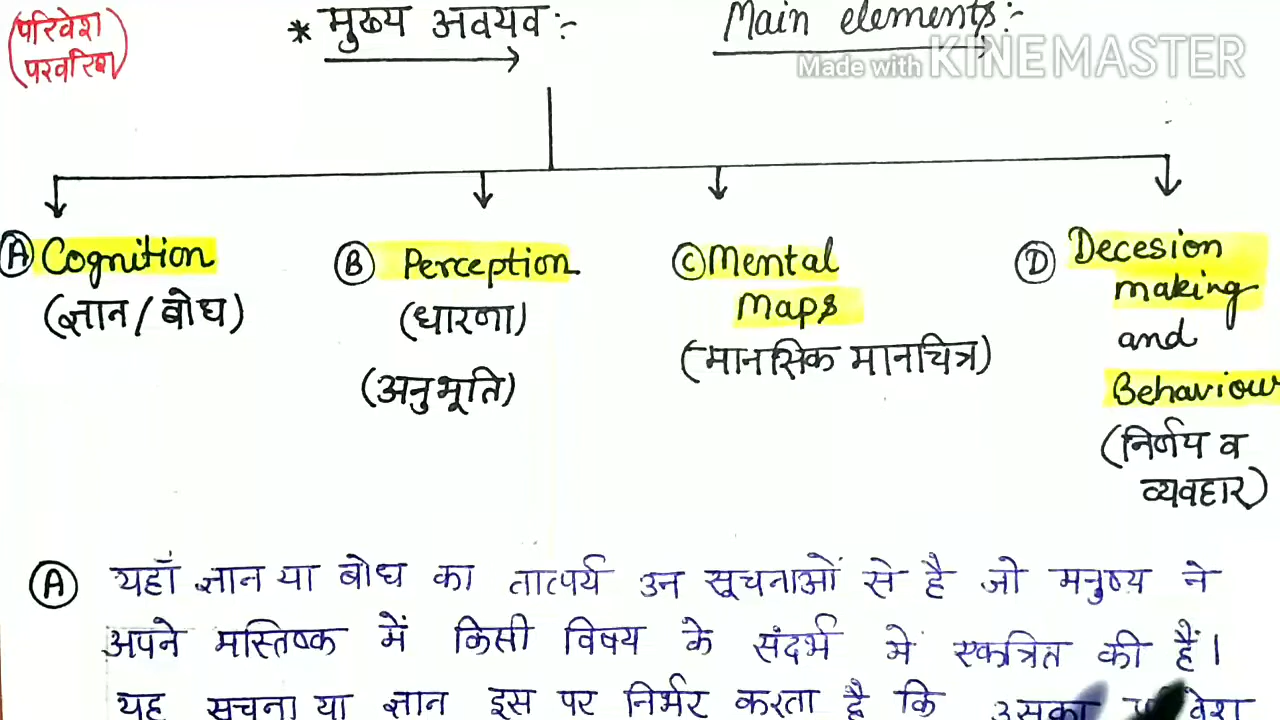 (परिवेश
परवरिश)
* मुख्य अवयव :-
Main elements :-
Made with KINEMASTER
(A) Cognition
(ज्ञान / बोध)
(B) Perception
(धारणा)
(अनुभूति)
(C) Mental
Maps
(मानसिक मानचित्र)
(D) Decesion
making
and
Behaviour
(निर्णय व
व्यवहार)
(A) यहाँ ज्ञान या बोध का तात्पर्य उन सूचनाओं से है जो मनुष्य ने
अपने मस्तिष्क में किसी विषय के संदर्भ में एकत्रित की हैं।
यह सूचना या ज्ञान इस पर निर्भर करता है कि उसका